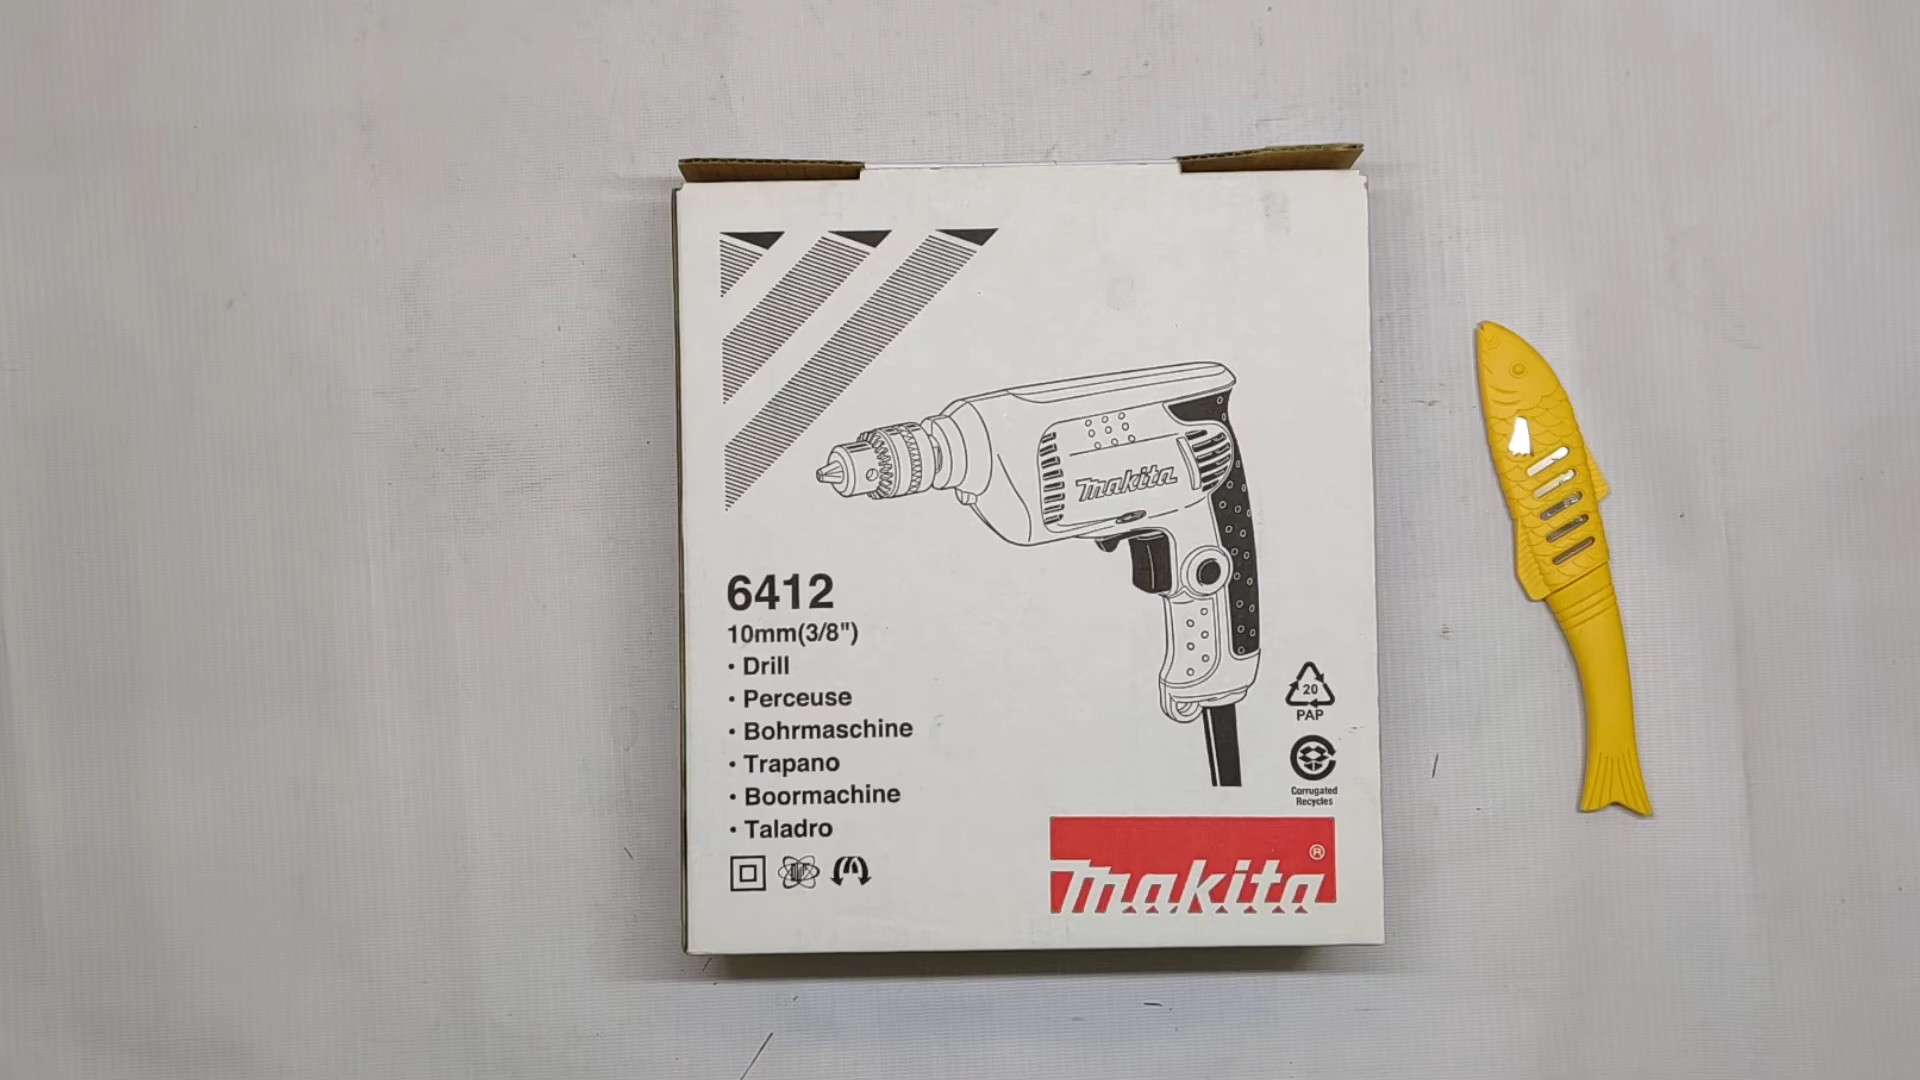 makita
6412
10mm(3/8")
• Drill
• Perceuse
• Bohrmaschine
• Trapano
• Boormachine
• Taladro
20
PAP
Corrugated
Recycles
makita®